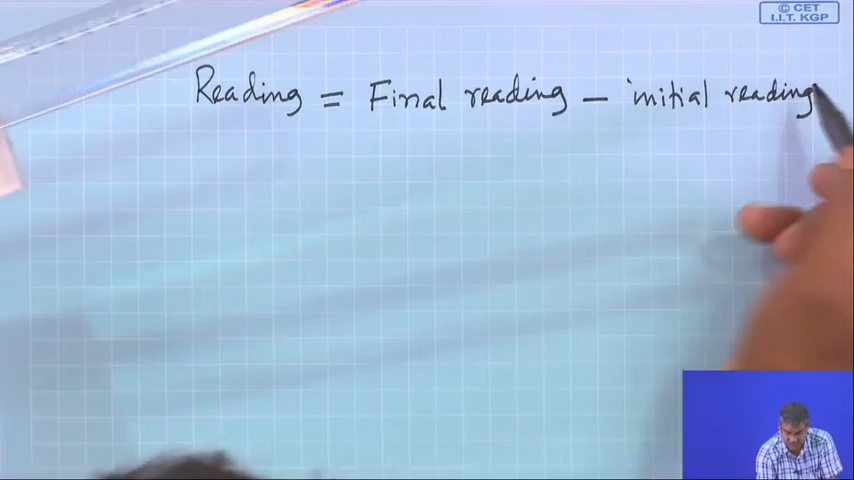 © CET
I.I.T. KGP
Reading = Final reading - initial reading